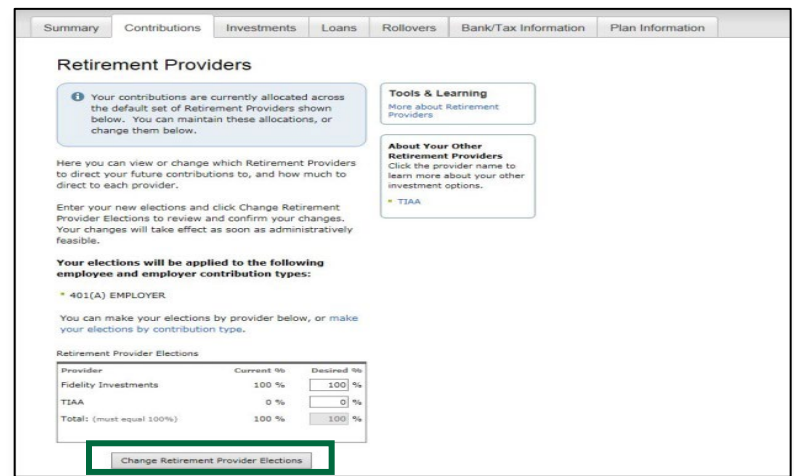 Summary Contributions Investments Loans Rollovers Bank/Tax Information Plan Information
Retirement Providers
Your contributions are currently allocated across
the default set of Retirement Providers shown
below. You can maintain these allocations, or
change them below.
Here you can view or change which Retirement Providers
to direct your future contributions to, and how much to
direct to each provider.
Enter your new elections and click Change Retirement
Provider Elections to review and confirm your changes.
Your changes will take effect as soon as administratively
feasible.
Your elections will be applied to the following
employee and employer contribution types:
401(A) EMPLOYER
You can make your elections by provider below, or make
your elections by contribution type.
Retirement Provider Elections
Provider Current % Desired %
Fidelity Investments 100 % 100 %
TIAA 0 % 0 %
Total: (must equal 100%) 100 % 100 %
Change Retirement Provider Elections
Tools & Learning
More about Retirement
Providers
About Your Other
Retirement Providers
Click the provider name to
learn more about your other
investment options.
TIAA